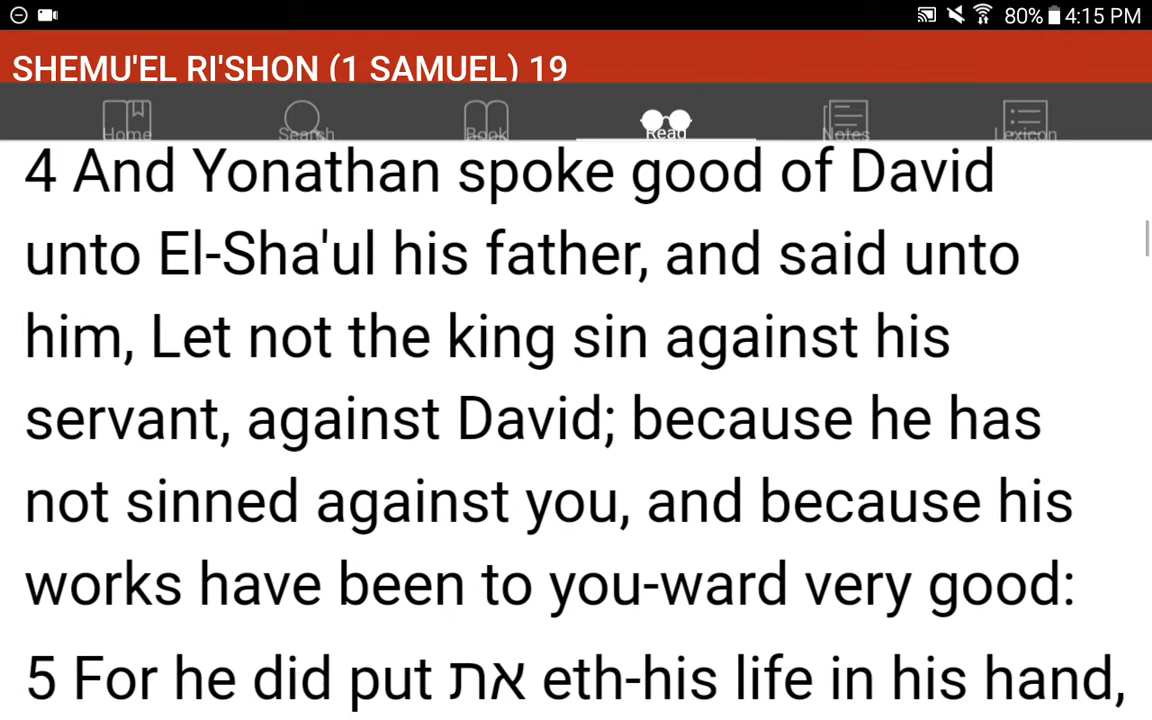 80% 4:15 PM
SHEMU'EL RI'SHON (1 SAMUEL) 19
Home Search Book Read Notes Lexicon
4 And Yonathan spoke good of David
unto El-Sha'ul his father, and said unto
him, Let not the king sin against his
servant, against David; because he has
not sinned against you, and because his
works have been to you-ward very good:
5 For he did put את eth-his life in his hand,